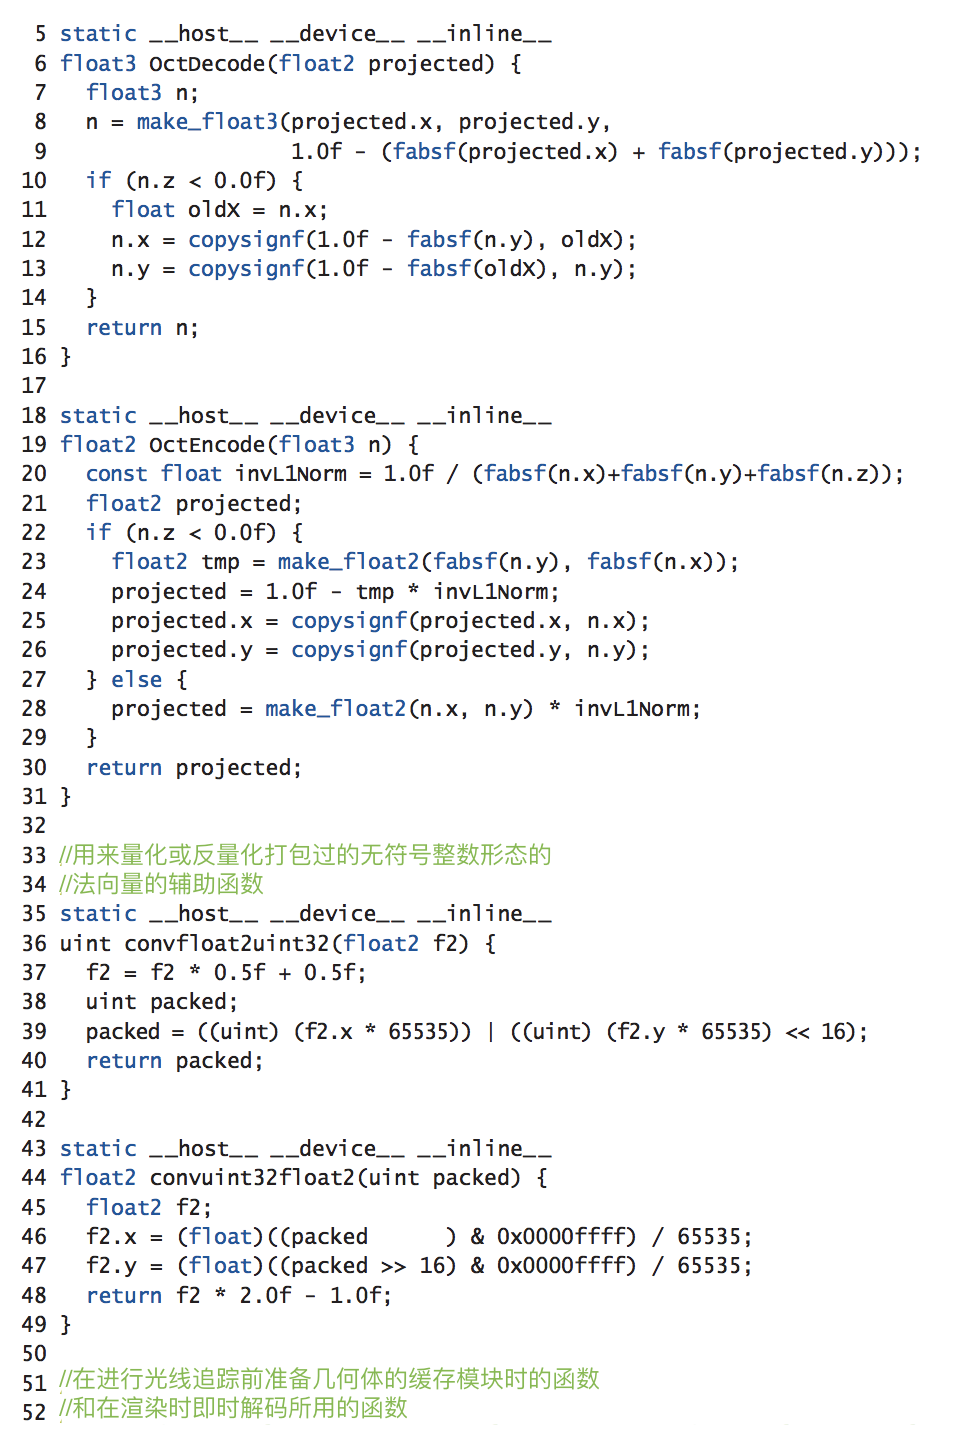 5 static __host__ __device__ __inline__
6 float3 OctDecode(float2 projected) {
7   float3 n;
8   n = make_float3(projected.x, projected.y,
9                   1.0f - (fabsf(projected.x) + fabsf(projected.y)));
10   if (n.z < 0.0f) {
11     float oldX = n.x;
12     n.x = copysignf(1.0f - fabsf(n.y), oldX);
13     n.y = copysignf(1.0f - fabsf(oldX), n.y);
14   }
15   return n;
16 }
17
18 static __host__ __device__ __inline__
19 float2 OctEncode(float3 n) {
20   const float invL1Norm = 1.0f / (fabsf(n.x)+fabsf(n.y)+fabsf(n.z));
21   float2 projected;
22   if (n.z < 0.0f) {
23     float2 tmp = make_float2(fabsf(n.y), fabsf(n.x));
24     projected = 1.0f - tmp * invL1Norm;
25     projected.x = copysignf(projected.x, n.x);
26     projected.y = copysignf(projected.y, n.y);
27   } else {
28     projected = make_float2(n.x, n.y) * invL1Norm;
29   }
30   return projected;
31 }
32
33 //用来量化或反量化打包过的无符号整数形态的
34 //法向量的辅助函数
35 static __host__ __device__ __inline__
36 uint convfloat2uint32(float2 f2) {
37   f2 = f2 * 0.5f + 0.5f;
38   uint packed;
39   packed = ((uint) (f2.x * 65535)) | ((uint) (f2.y * 65535) << 16);
40   return packed;
41 }
42
43 static __host__ __device__ __inline__
44 float2 convuint32float2(uint packed) {
45   float2 f2;
46   f2.x = (float)((packed      ) & 0x0000ffff) / 65535;
47   f2.y = (float)((packed >> 16) & 0x0000ffff) / 65535;
48   return f2 * 2.0f - 1.0f;
49 }
50
51 //在进行光线追踪前准备几何体的缓存模块时的函数
52 //和在渲染时即时解码所用的函数